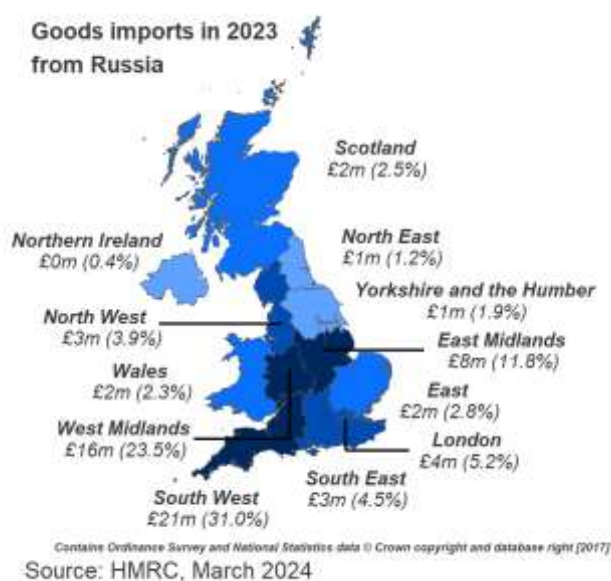 Goods imports in 2023
from Russia
Scotland
£2m (2.5%)
Northern Ireland
£0m (0.4%)
North East
£1m (1.2%)
Yorkshire and the Humber
£1m (1.9%)
North West
£3m (3.9%)
East Midlands
£8m (11.8%)
Wales
£2m (2.3%)
East
£2m (2.8%)
West Midlands
£16m (23.5%)
London
£4m (5.2%)
South East
£3m (4.5%)
South West
£21m (31.0%)
Contains Ordinance Survey and National Statistics data © Crown copyright and database right [2017]
Source: HMRC, March 2024